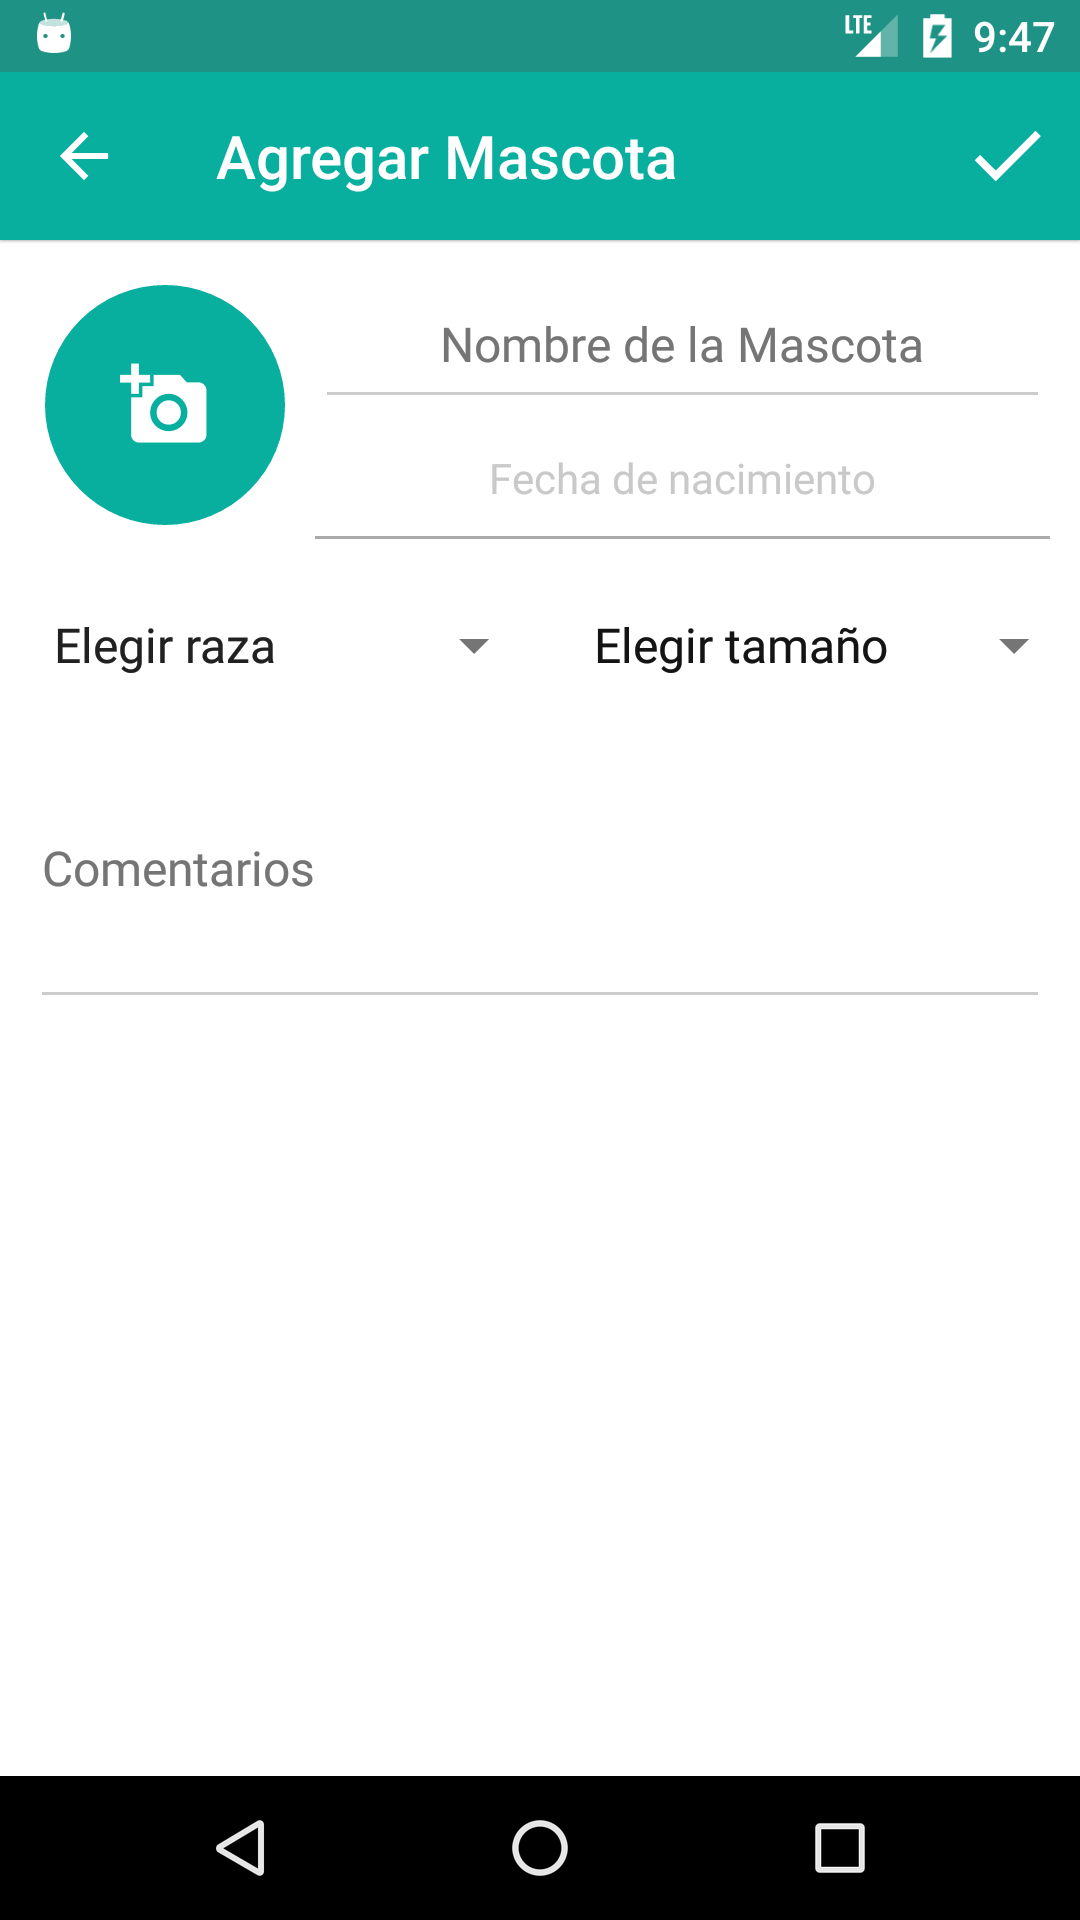 LTE 9:47
Agregar Mascota
Nombre de la Mascota
Fecha de nacimiento
Elegir raza Elegir tamaño
Comentarios